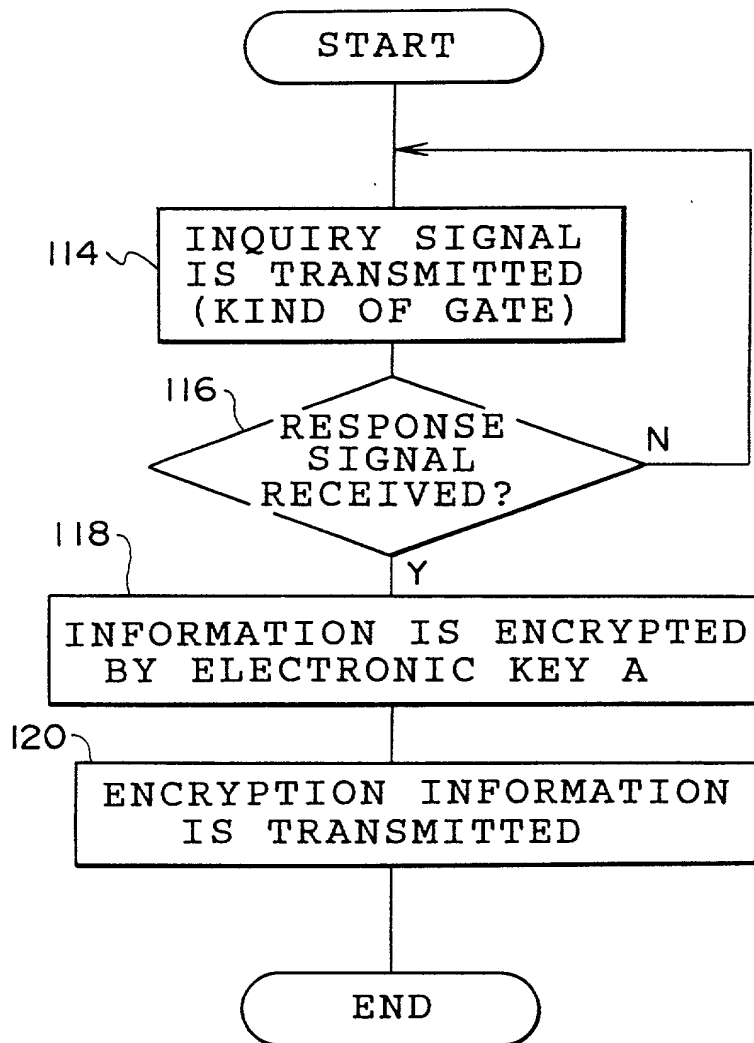 START
114
INQUIRY SIGNAL
IS TRANSMITTED
(KIND OF GATE)
116
RESPONSE
SIGNAL
RECEIVED?
N
Y
118
INFORMATION IS ENCRYPTED
BY ELECTRONIC KEY A
120
ENCRYPTION INFORMATION
IS TRANSMITTED
END